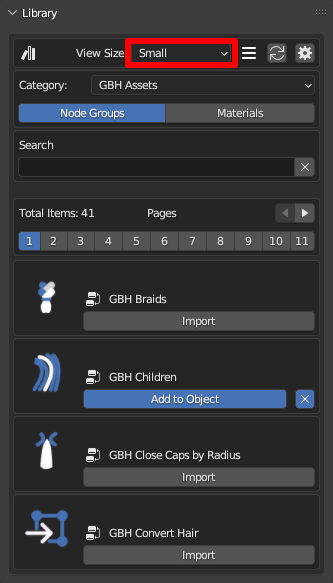 Library
View Size Small
Category: GBH Assets
Node Groups Materials
Search
Total Items: 41 Pages
1 2 3 4 5 6 7 8 9 10 11
GBH Braids
Import
GBH Children
Add to Object
GBH Close Caps by Radius
Import
GBH Convert Hair
Import